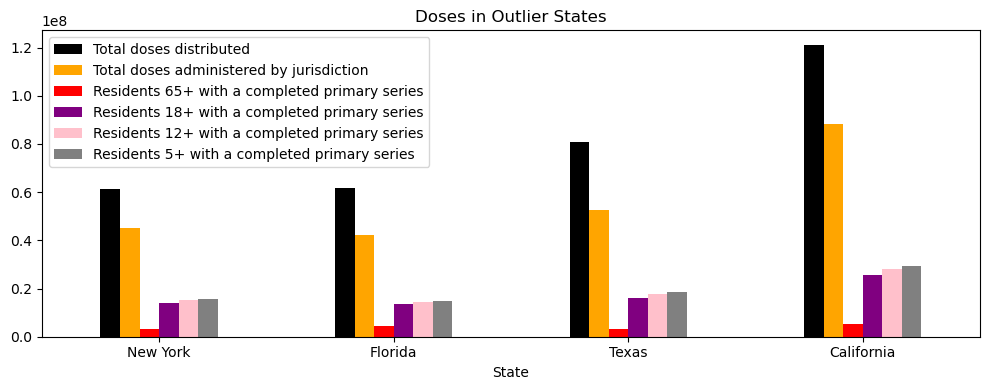 Doses in Outlier States
1e8
Total doses distributed
Total doses administered by jurisdiction
Residents 65+ with a completed primary series
Residents 18+ with a completed primary series
Residents 12+ with a completed primary series
Residents 5+ with a completed primary series
1.2
1.0
0.8
0.6
0.4
0.2
0.0
New York Florida Texas California
State